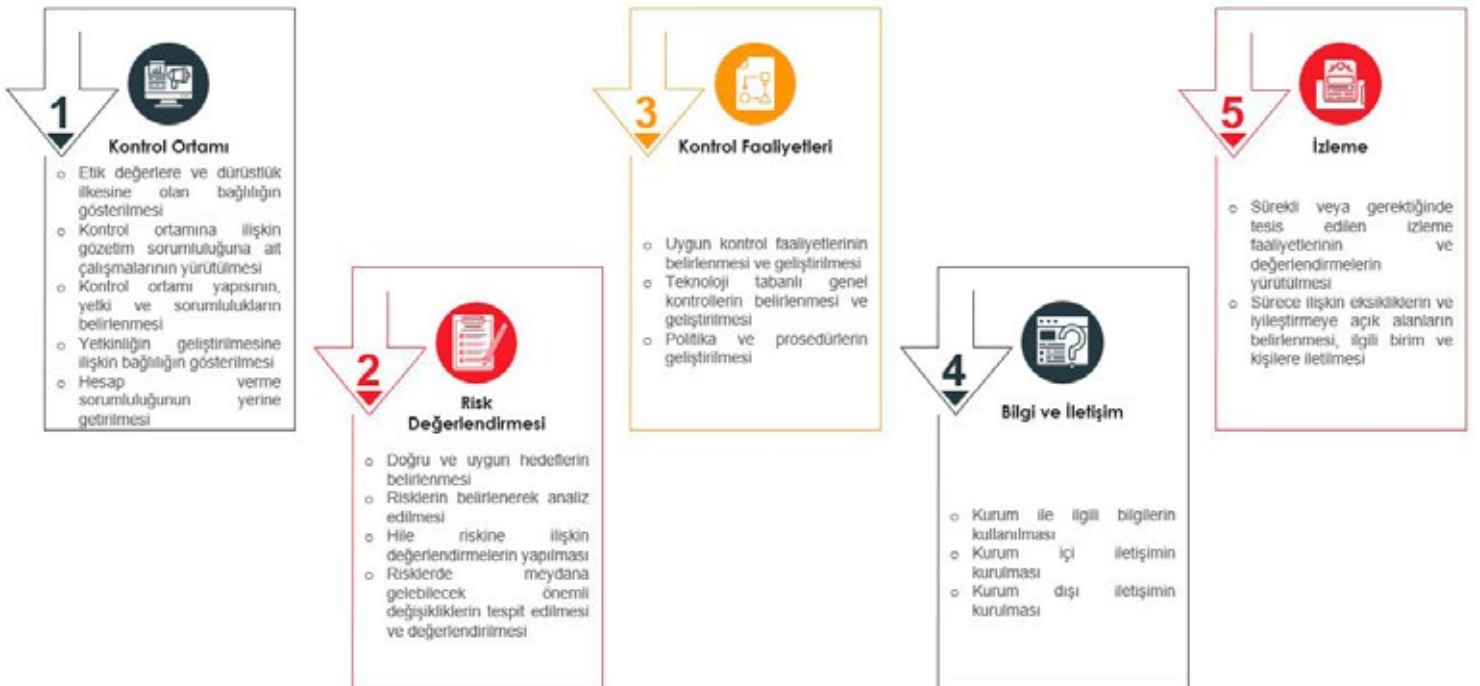 1
Kontrol Ortamı
o Etik değerlere ve dürüstlük
ilkesine olan bağlılığın
gösterilmesi
o Kontrol ortamına ilişkin
gözetim sorumluluğuna ait
çalışmalarının yürütülmesi
o Kontrol ortamı yapısının,
yetki ve sorumlulukların
belirlenmesi
o Yetkinliğin geliştirilmesine
ilişkin bağlılığın gösterilmesi
o Hesap verme
sorumluluğunun yerine
getirilmesi
2
Risk
Değerlendirmesi
o Doğru ve uygun hedeflerin
belirlenmesi
o Risklerin belirlenerek analiz
edilmesi
o Hile riskine ilişkin
değerlendirmelerin yapılması
o Risklerde meydana
gelebilecek önemli
değişikliklerin tespit edilmesi
ve değerlendirilmesi
3
Kontrol Faaliyetleri
o Uygun kontrol faaliyetlerinin
belirlenmesi ve geliştirilmesi
o Teknoloji tabanlı genel
kontrollerin belirlenmesi ve
geliştirilmesi
o Politika ve prosedürlerin
geliştirilmesi
4
Bilgi ve İletişim
o Kurum ile ilgili bilgilerin
kullanılması
o Kurum içi iletişimin
kurulması
o Kurum dışı iletişimin
kurulması
5
İzleme
o Sürekli veya gerektiğinde
tesis edilen izleme
faaliyetlerinin ve
değerlendirmelerin
yürütülmesi
o Sürece ilişkin eksikliklerin ve
iyileştirmeye açık alanların
belirlenmesi, ilgili birim ve
kişilere iletilmesi